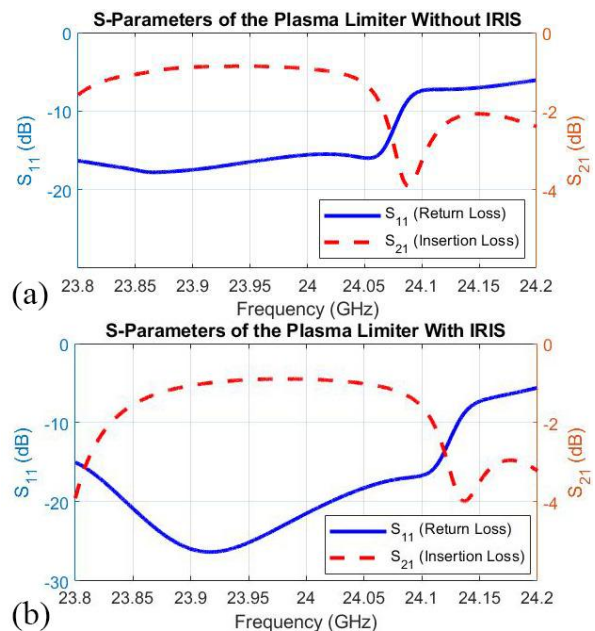 S-Parameters of the Plasma Limiter Without IRIS
0
-10
-20
S11 (dB)
0
-2
-4
S21 (dB)
S11 (Return Loss)
S21 (Insertion Loss)
23.8 23.85 23.9 23.95 24 24.05 24.1 24.15 24.2
Frequency (GHz)
(a)
S-Parameters of the Plasma Limiter With IRIS
0
-10
-20
-30
S11 (dB)
0
-2
-4
S21 (dB)
S11 (Return Loss)
S21 (Insertion Loss)
23.8 23.85 23.9 23.95 24 24.05 24.1 24.15 24.2
Frequency (GHz)
(b)